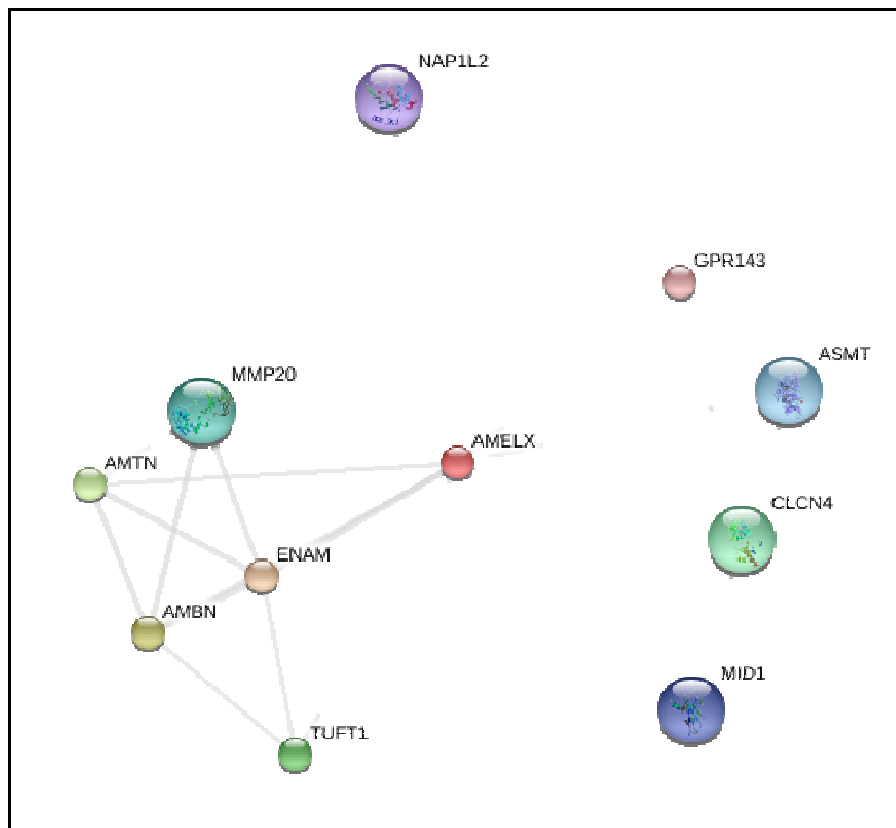 NAP1L2
GPR143
ASMT
MMP20
AMELX
AMTN
CLCN4
ENAM
AMBN
MID1
TUFT1